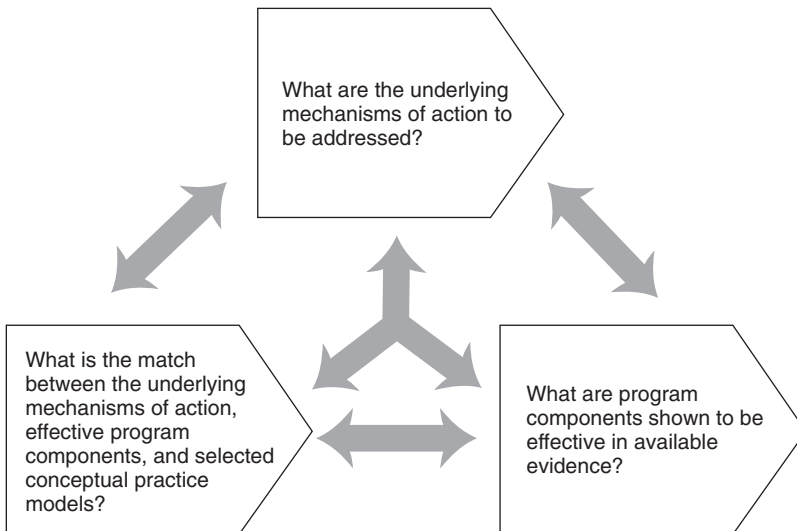 What are the underlying
mechanisms of action to
be addressed?
What is the match
between the underlying
mechanisms of action,
effective program
components, and selected
conceptual practice
models?
What are program
components shown to be
effective in available
evidence?